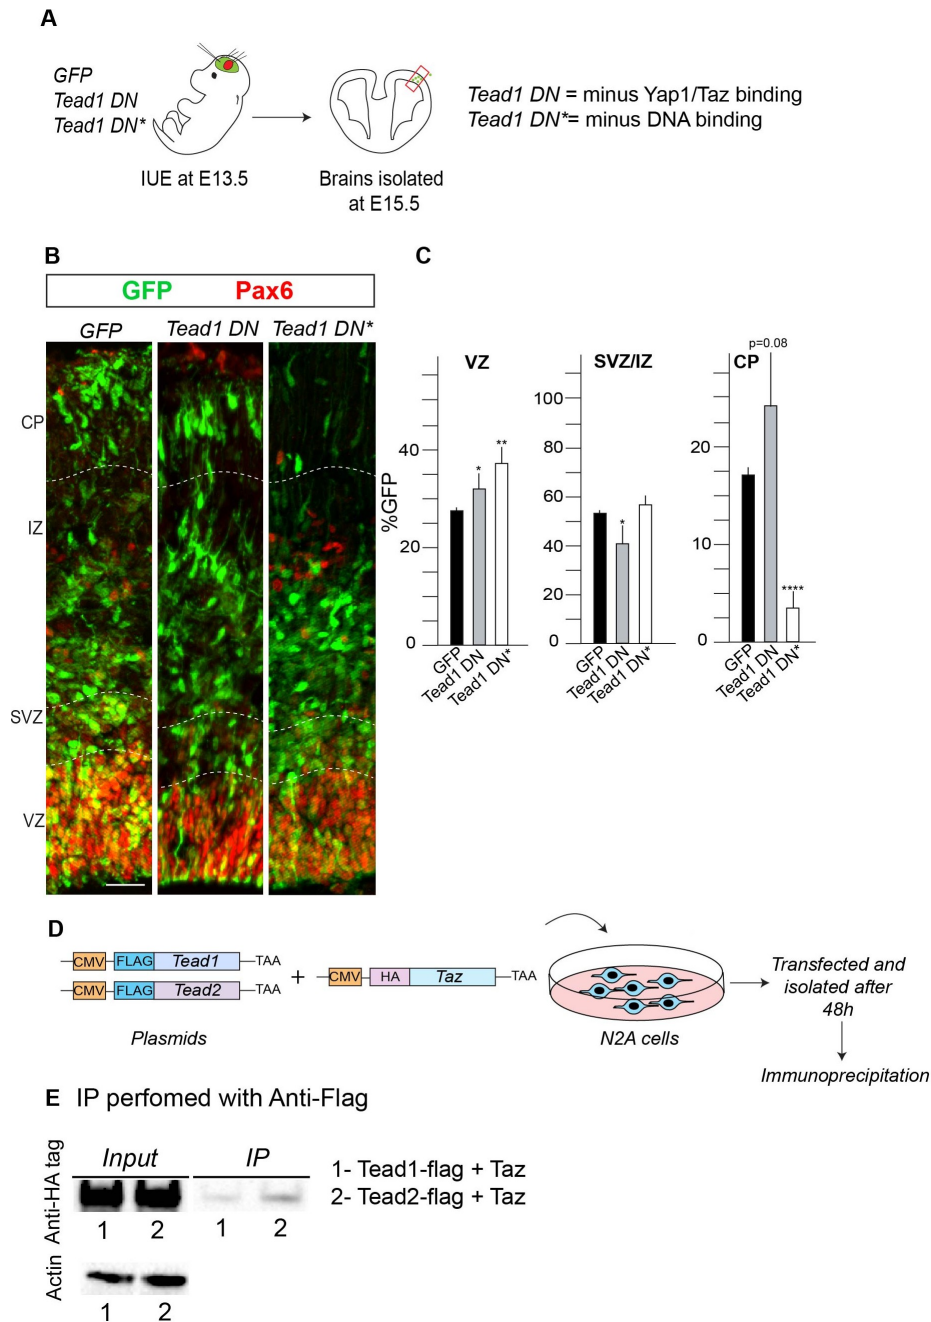 A
GFP
Tead1 DN
Tead1 DN*
IUE at E13.5
Brains isolated
at E15.5
Tead1 DN = minus Yap1/Taz binding
Tead1 DN*= minus DNA binding
B
GFP Pax6
GFP Tead1 DN Tead1 DN*
CP
IZ
SVZ
VZ
C
%GFP
VZ
40
20
0
*
**
GFP
Tead1 DN
Tead1 DN*
SVZ/IZ
100
80
60
40
20
0
*
GFP
Tead1 DN
Tead1 DN*
p=0.08
CP
20
10
0
****
GFP
Tead1 DN
Tead1 DN*
D
CMV FLAG Tead1 TAA
CMV FLAG Tead2 TAA
+
CMV HA Taz TAA
Plasmids
N2A cells
Transfected and
isolated after
48h
Immunoprecipitation
E IP perfomed with Anti-Flag
Input IP
Anti-HA tag
1 2 1 2
Actin
1 2
1- Tead1-flag + Taz
2- Tead2-flag + Taz